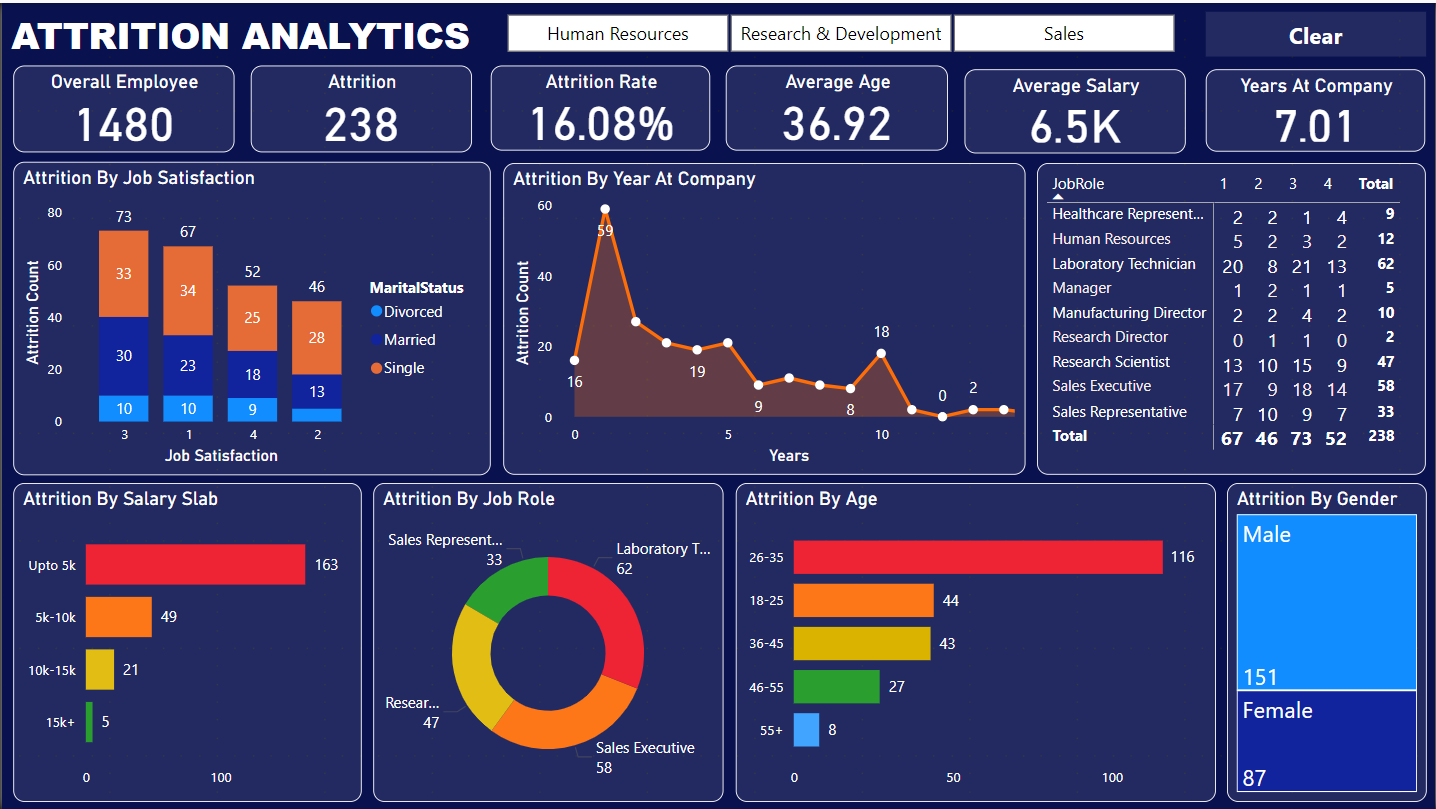 ATTRITION ANALYTICS
Human Resources
Research & Development
Sales
Clear
Overall Employee
1480
Attrition
238
Attrition Rate
16.08%
Average Age
36.92
Average Salary
6.5K
Years At Company
7.01
Attrition By Job Satisfaction
Attrition Count
80
60
40
20
0
73
33
30
10
67
34
23
10
52
25
18
9
46
28
13
3 1 4 2
Job Satisfaction
MaritalStatus
Divorced
Married
Single
Attrition By Year At Company
Attrition Count
60
40
20
0
16
59
19
9
8
18
0
2
0 5 10
Years
JobRole 1 2 3 4 Total
Healthcare Represent... 2 2 1 4 9
Human Resources 5 2 3 2 12
Laboratory Technician 20 8 21 13 62
Manager 1 2 1 1 5
Manufacturing Director 2 2 4 2 10
Research Director 0 1 1 0 2
Research Scientist 13 10 15 9 47
Sales Executive 17 9 18 14 58
Sales Representative 7 10 9 7 33
Total 67 46 73 52 238
Attrition By Salary Slab
Upto 5k 163
5k-10k 49
10k-15k 21
15k+ 5
0 100
Attrition By Job Role
Sales Represent...
33
Laboratory T...
62
Resear...
47
Sales Executive
58
Attrition By Age
26-35 116
18-25 44
36-45 43
46-55 27
55+ 8
0 50 100
Attrition By Gender
Male
151
Female
87